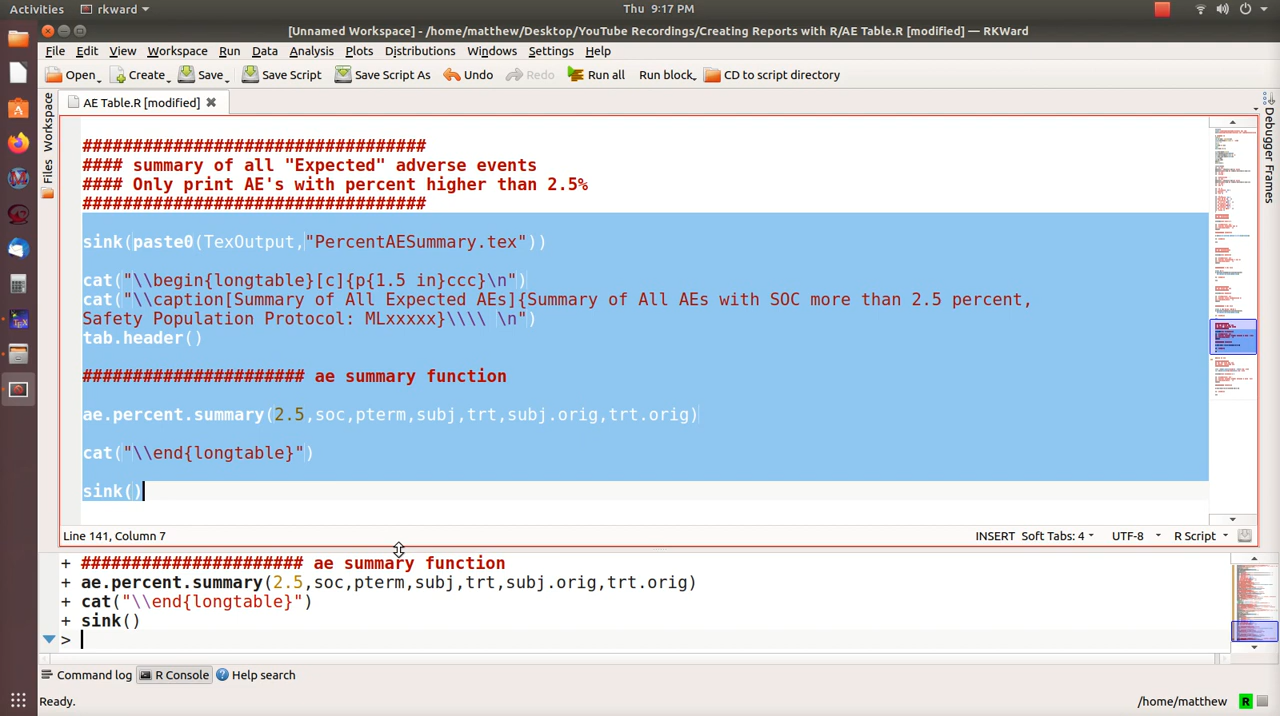 Activities rkward Thu 9:17 PM
[Unnamed Workspace] - /home/matthew/Desktop/YouTube Recordings/Creating Reports with R/AE Table.R [modified] — RKWard
File Edit View Workspace Run Data Analysis Plots Distributions Windows Settings Help
Open Create Save Save Script Save Script As Undo Redo Run all Run block CD to script directory
Workspace
Files
AE Table.R [modified]
Debugger Frames
##################################
#### summary of all "Expected" adverse events
#### Only print AE's with percent higher than 2.5%
##################################
sink(paste0(TexOutput,"PercentAESummary.tex"))
cat("\\begin{longtable}[c]{p{1.5 in}ccc}\n")
cat("\\caption[Summary of All Expected AEs]{Summary of All AEs with SOC more than 2.5 percent,
Safety Population Protocol: MLxxxxx}\\\\ \n")
tab.header()
###################### ae summary function
ae.percent.summary(2.5,soc,pterm,subj,trt,subj.orig,trt.orig)
cat("\\end{longtable}")
sink()
Line 141, Column 7 INSERT Soft Tabs: 4 UTF-8 R Script
+ ###################### ae summary function
+ ae.percent.summary(2.5,soc,pterm,subj,trt,subj.orig,trt.orig)
+ cat("\\end{longtable}")
+ sink()
>
Command log R Console Help search
Ready. /home/matthew R